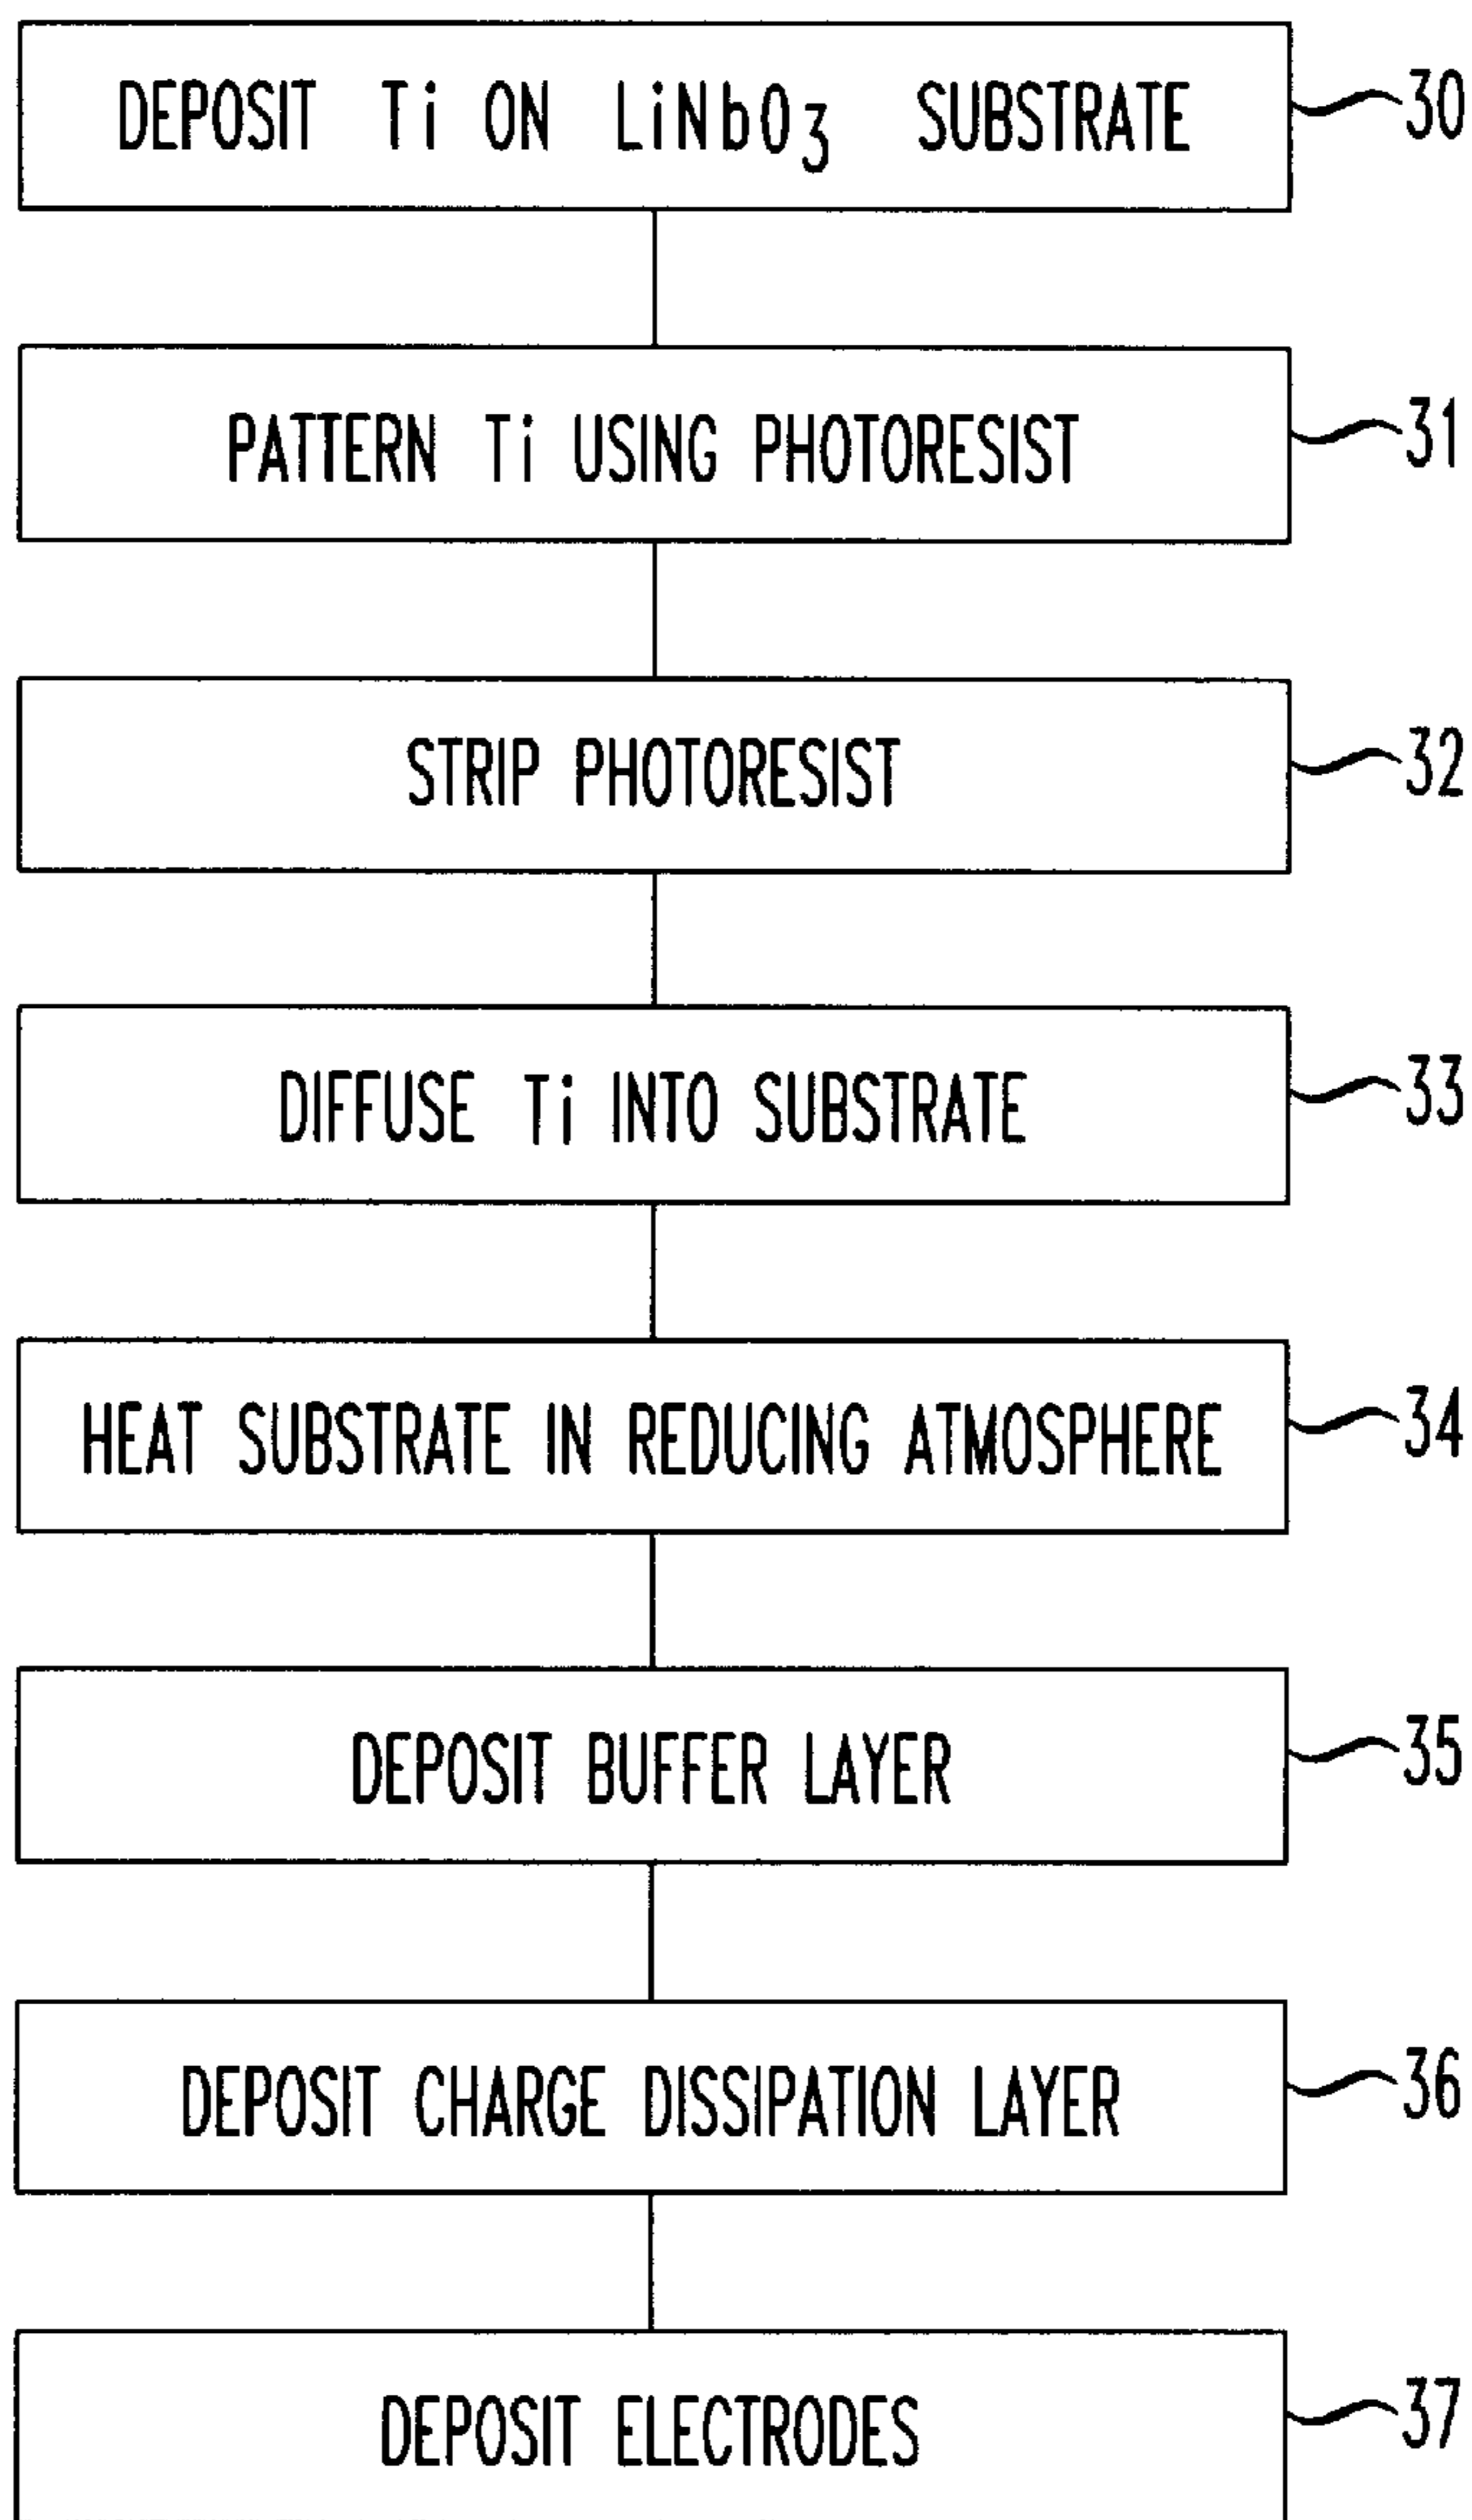 DEPOSIT Ti ON LiNbO₃ SUBSTRATE 30
PATTERN Ti USING PHOTORESIST 31
STRIP PHOTORESIST 32
DIFFUSE Ti INTO SUBSTRATE 33
HEAT SUBSTRATE IN REDUCING ATMOSPHERE 34
DEPOSIT BUFFER LAYER 35
DEPOSIT CHARGE DISSIPATION LAYER 36
DEPOSIT ELECTRODES 37